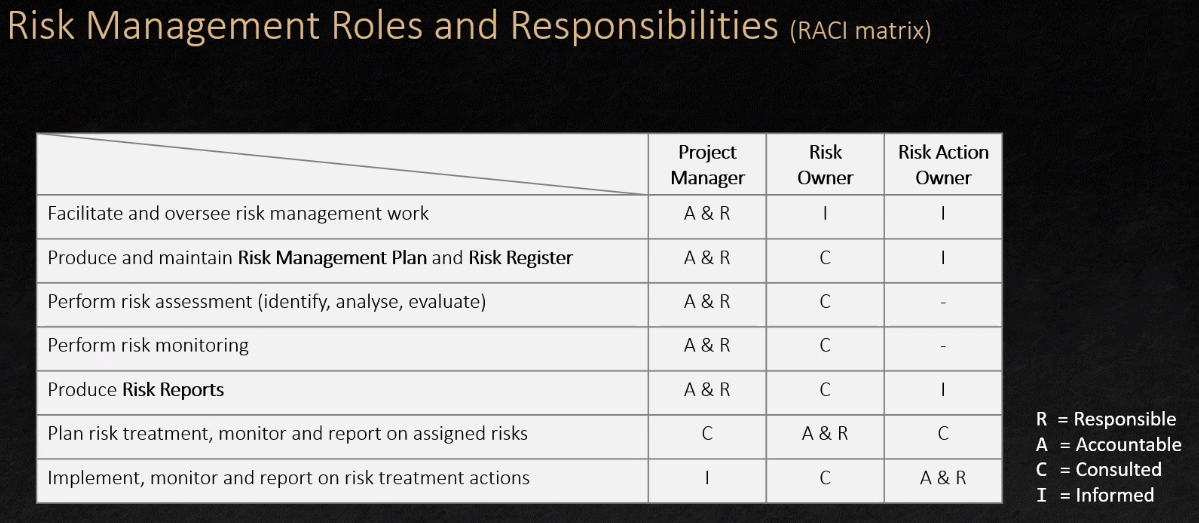 Risk Management Roles and Responsibilities (RACI matrix)
Project Manager Risk Owner Risk Action Owner
Facilitate and oversee risk management work A & R I I
Produce and maintain Risk Management Plan and Risk Register A & R C I
Perform risk assessment (identify, analyse, evaluate) A & R C -
Perform risk monitoring A & R C -
Produce Risk Reports A & R C I
Plan risk treatment, monitor and report on assigned risks C A & R C
Implement, monitor and report on risk treatment actions I C A & R
R = Responsible
A = Accountable
C = Consulted
I = Informed